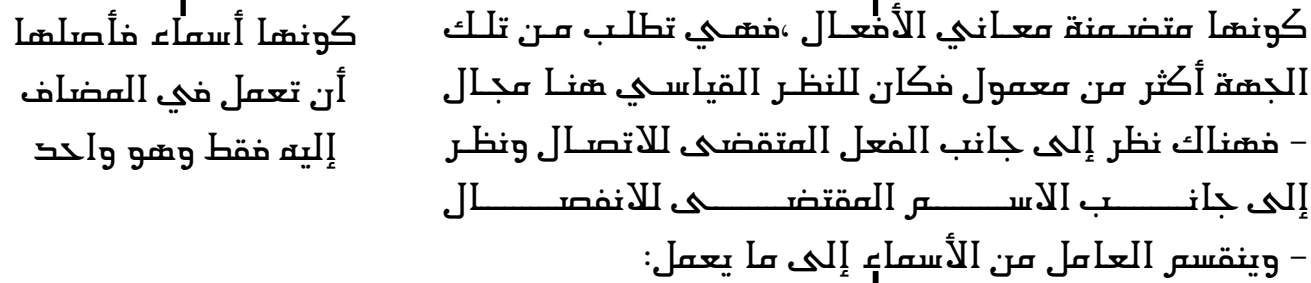 كونها متضمنة معاني الأفعال ،فهي تطلب من تلك
الجهة أكثر من معمول فكان للنظر القياسي هنا مجال
- فهناك نظر إلى جانب الفعل المتقضى للاتصال ونظر
إلى جانب الاسم المقتضى للانفصال
- وينقسم العامل من الأسماء إلى ما يعمل:
كونها أسماء فأصلها
أن تعمل في المضاف
إليه فقط وهو واحد